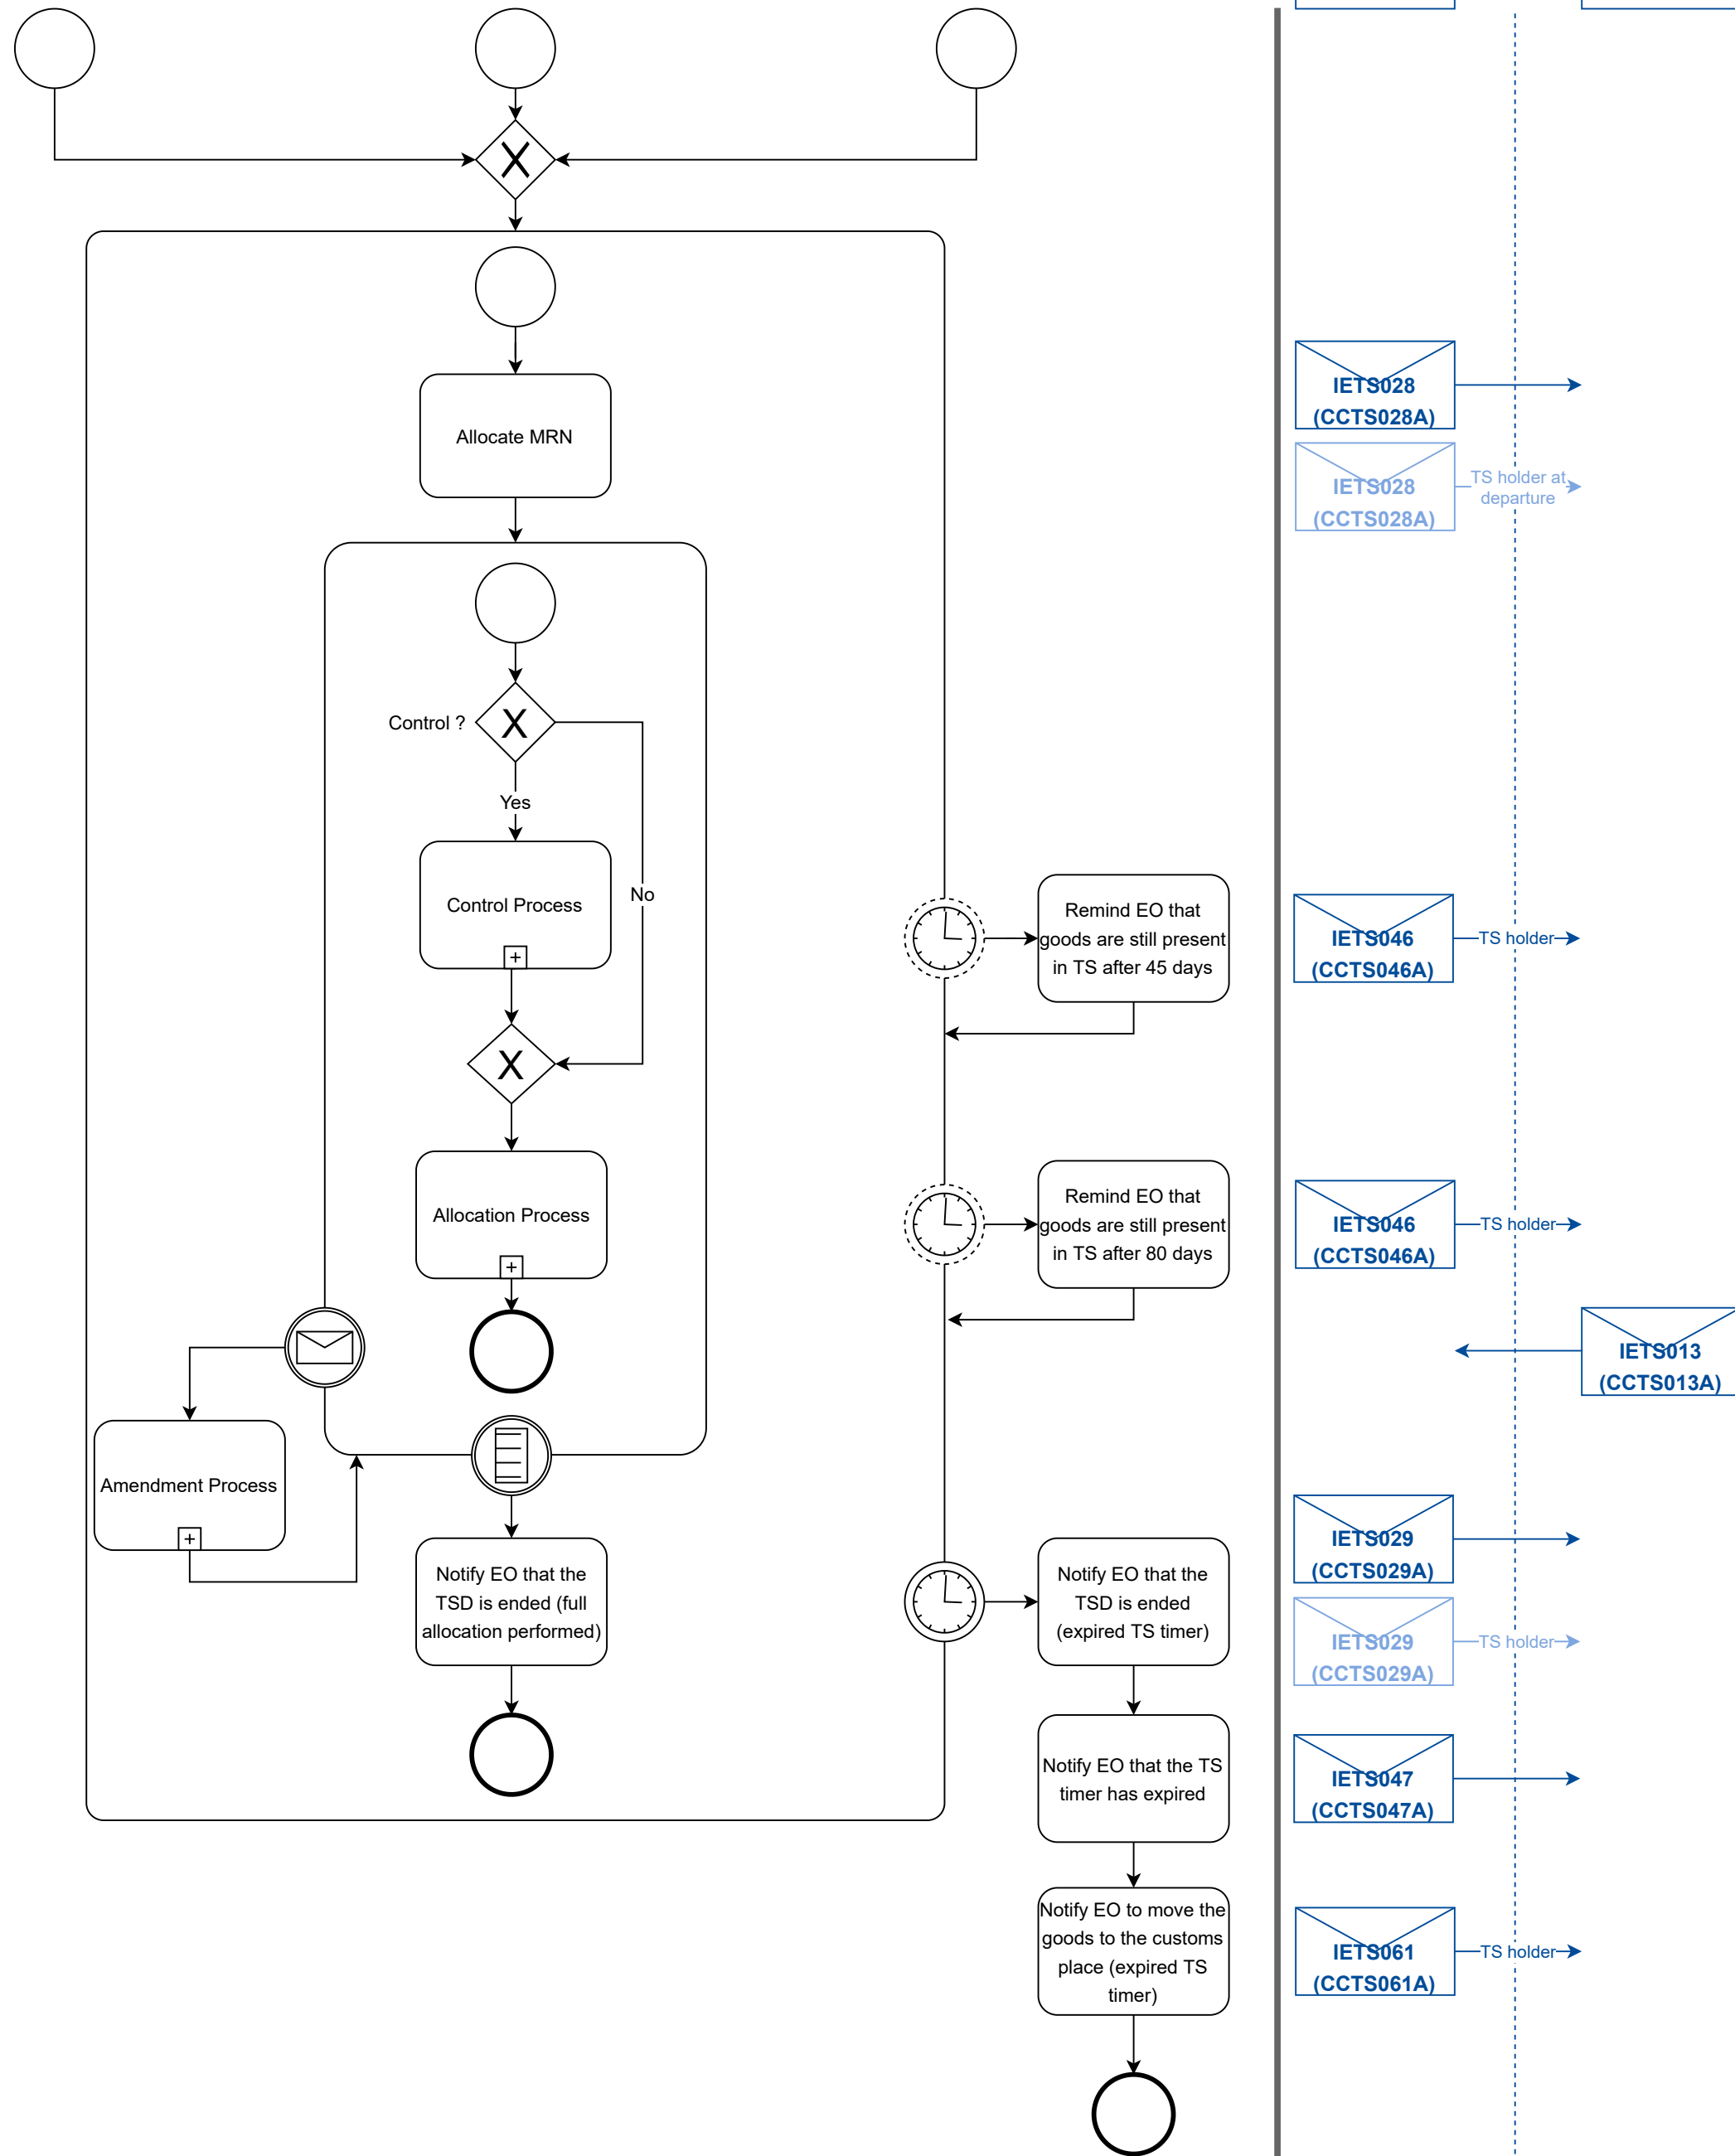 X
Allocate MRN
IETS028
(CCTS028A)
IETS028
(CCTS028A)
TS holder at
departure
Control ?
X
Yes
No
Control Process
Remind EO that
goods are still present
in TS after 45 days
IETS046
(CCTS046A)
TS holder
X
Allocation Process
Remind EO that
goods are still present
in TS after 80 days
IETS046
(CCTS046A)
TS holder
IETS013
(CCTS013A)
Amendment Process
Notify EO that the
TSD is ended (full
allocation performed)
Notify EO that the
TSD is ended
(expired TS timer)
IETS029
(CCTS029A)
IETS029
(CCTS029A)
TS holder
Notify EO that the TS
timer has expired
IETS047
(CCTS047A)
Notify EO to move the
goods to the customs
place (expired TS
timer)
IETS061
(CCTS061A)
TS holder